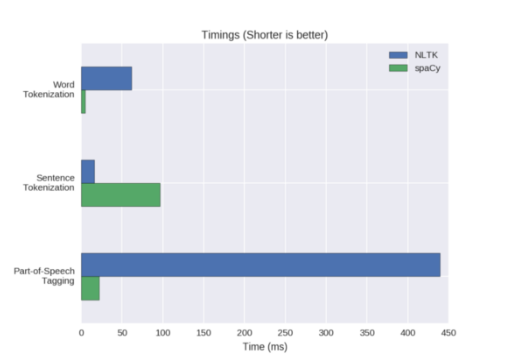 Timings (Shorter is better)
NLTK
spaCy
Word
Tokenization
Sentence
Tokenization
Part-of-Speech
Tagging
0 50 100 150 200 250 300 350 400 450
Time (ms)